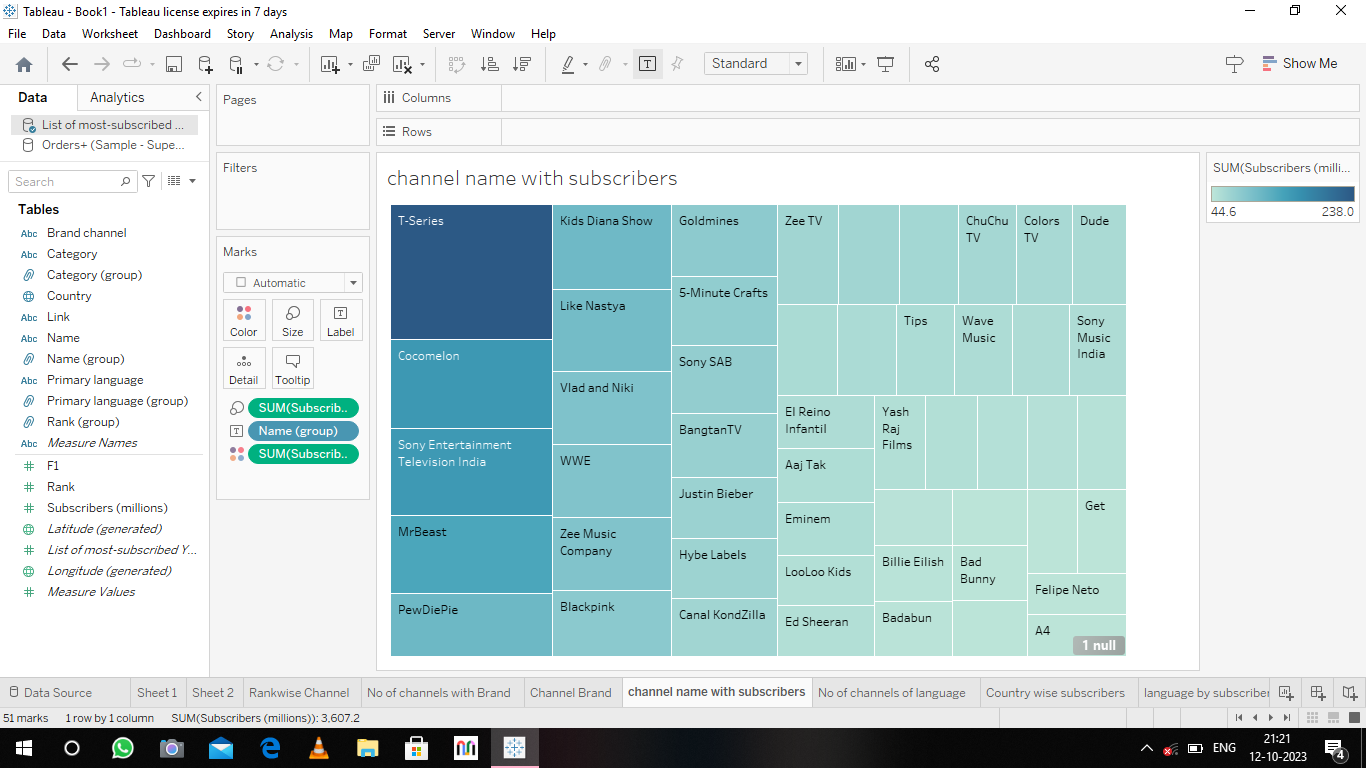 Tableau - Book1 - Tableau license expires in 7 days
File Data Worksheet Dashboard Story Analysis Map Format Server Window Help
Standard
Show Me
Data Analytics
List of most-subscribed ...
Orders+ (Sample - Supe...
Search
Tables
Abc Brand channel
Abc Category
Category (group)
Country
Abc Link
Abc Name
Name (group)
Abc Primary language
Primary language (group)
Rank (group)
Abc Measure Names
F1
Rank
Subscribers (millions)
Latitude (generated)
List of most-subscribed Y...
Longitude (generated)
Measure Values
Pages
Filters
Marks
Automatic
Color Size Label
Detail Tooltip
SUM(Subscrib..
Name (group)
SUM(Subscrib..
Columns
Rows
channel name with subscribers
T-Series
Cocomelon
Sony Entertainment
Television India
MrBeast
PewDiePie
Kids Diana Show
Like Nastya
Vlad and Niki
WWE
Zee Music
Company
Blackpink
Goldmines
5-Minute Crafts
Sony SAB
BangtanTV
Justin Bieber
Hybe Labels
Canal KondZilla
Zee TV
ChuChu
TV
Colors
TV
Dude
Tips
Wave
Music
Sony
Music
India
El Reino
Infantil
Aaj Tak
Eminem
LooLoo Kids
Ed Sheeran
Yash
Raj
Films
Get
Billie Eilish
Bad
Bunny
Badabun
Felipe Neto
A4
1 null
SUM(Subscribers (milli...
44.6 238.0
Data Source Sheet 1 Sheet 2 Rankwise Channel No of channels with Brand Channel Brand channel name with subscribers No of channels of language Country wise subscribers language by subscriber
51 marks 1 row by 1 column SUM(Subscribers (millions)): 3,607.2
ENG
21:21
12-10-2023
4